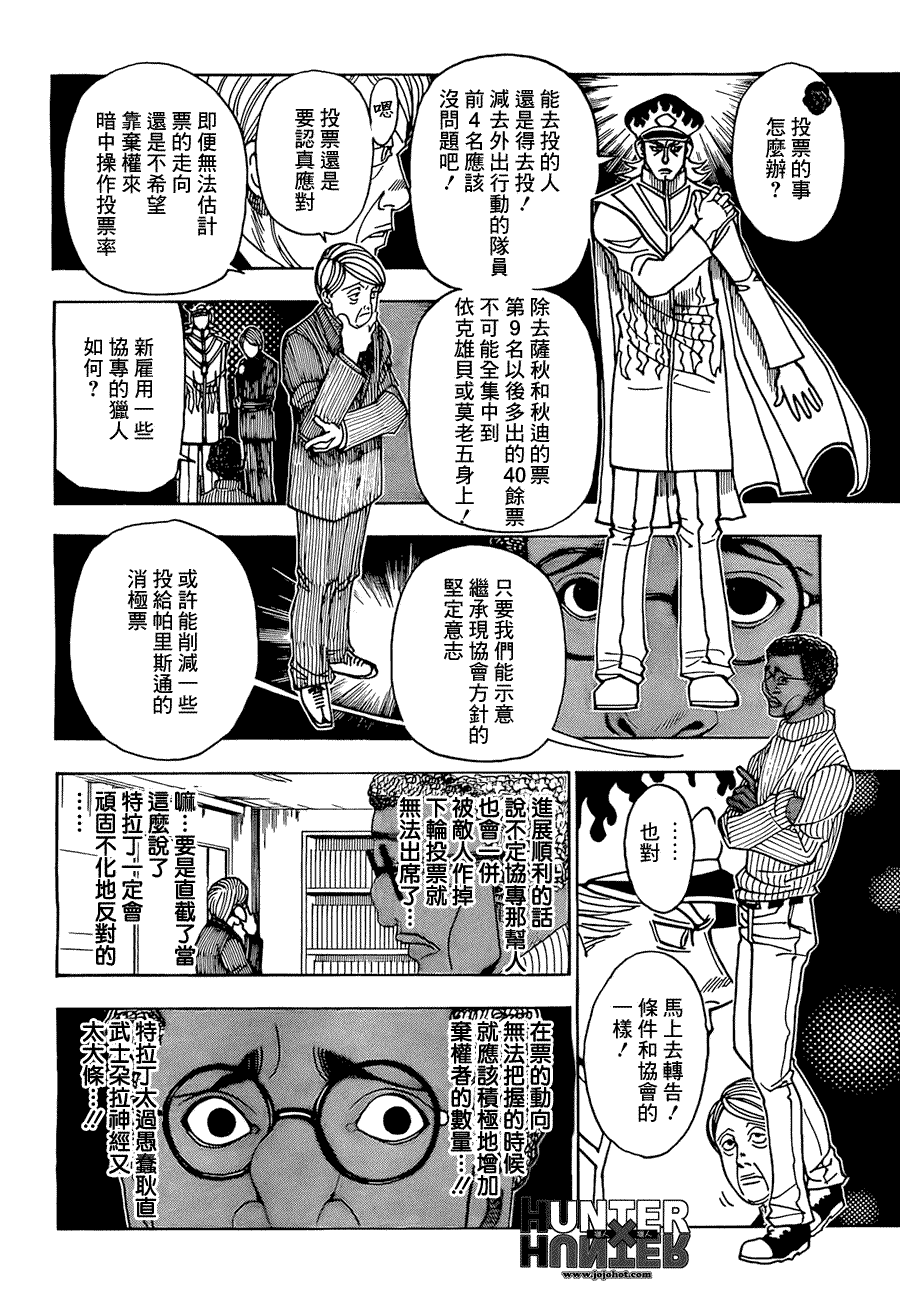 投票的事
怎麼辦？
能去投的人
還是得去投！
減去外出行動的隊員
前4名應該
沒問題吧！
除去薩秋和秋迪的票
第9名以後多出的40餘票
不可能全集中到
依克雄貝或莫老五身上！
嗯
投票還是
要認真應對
即便無法估計
票的走向
還是不希望
靠棄權來
暗中操作投票率
新雇用一些
協專的獵人
如何？
只要我們能示意
繼承現協會方針的
堅定意志
或許能削減一些
投給帕里斯通的
消極票
……
也對
馬上去轉告！
條件和協會的
一樣！
進展順利的話
說不定協專那幫人
也會一併
被敵人作掉
下輪投票就
無法出席了…
嘛…要是直截了當
這麼說了
特拉丁一定會
頑固不化地反對的
……
在票的動向
無法把握的時候
就應該積極地增加
棄權者的數量…!!
特拉丁太過愚蠢耿直
武士朵拉神經又
太大條…!!
HUNTER
×
HUNTER
www.jojohot.com